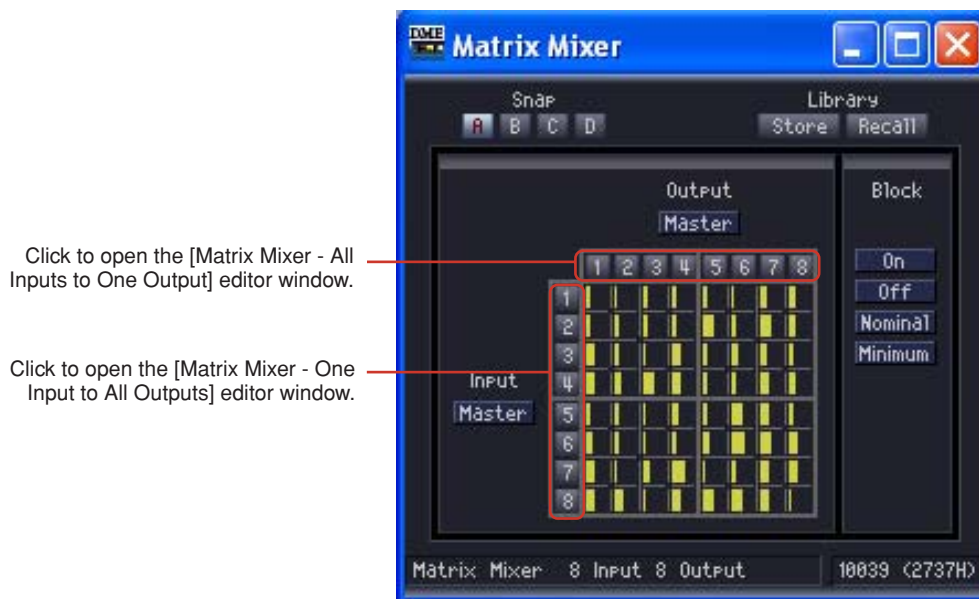 DME
Matrix Mixer
Snap
Library
A B C D
Store Recall
Output
Master
Block
Click to open the [Matrix Mixer - All
Inputs to One Output] editor window.
1 2 3 4 5 6 7 8
On
Off
Nominal
Minimum
Click to open the [Matrix Mixer - One
Input to All Outputs] editor window.
Input
Master
1
2
3
4
5
6
7
8
Matrix Mixer 8 Input 8 Output
10039 (2737H)